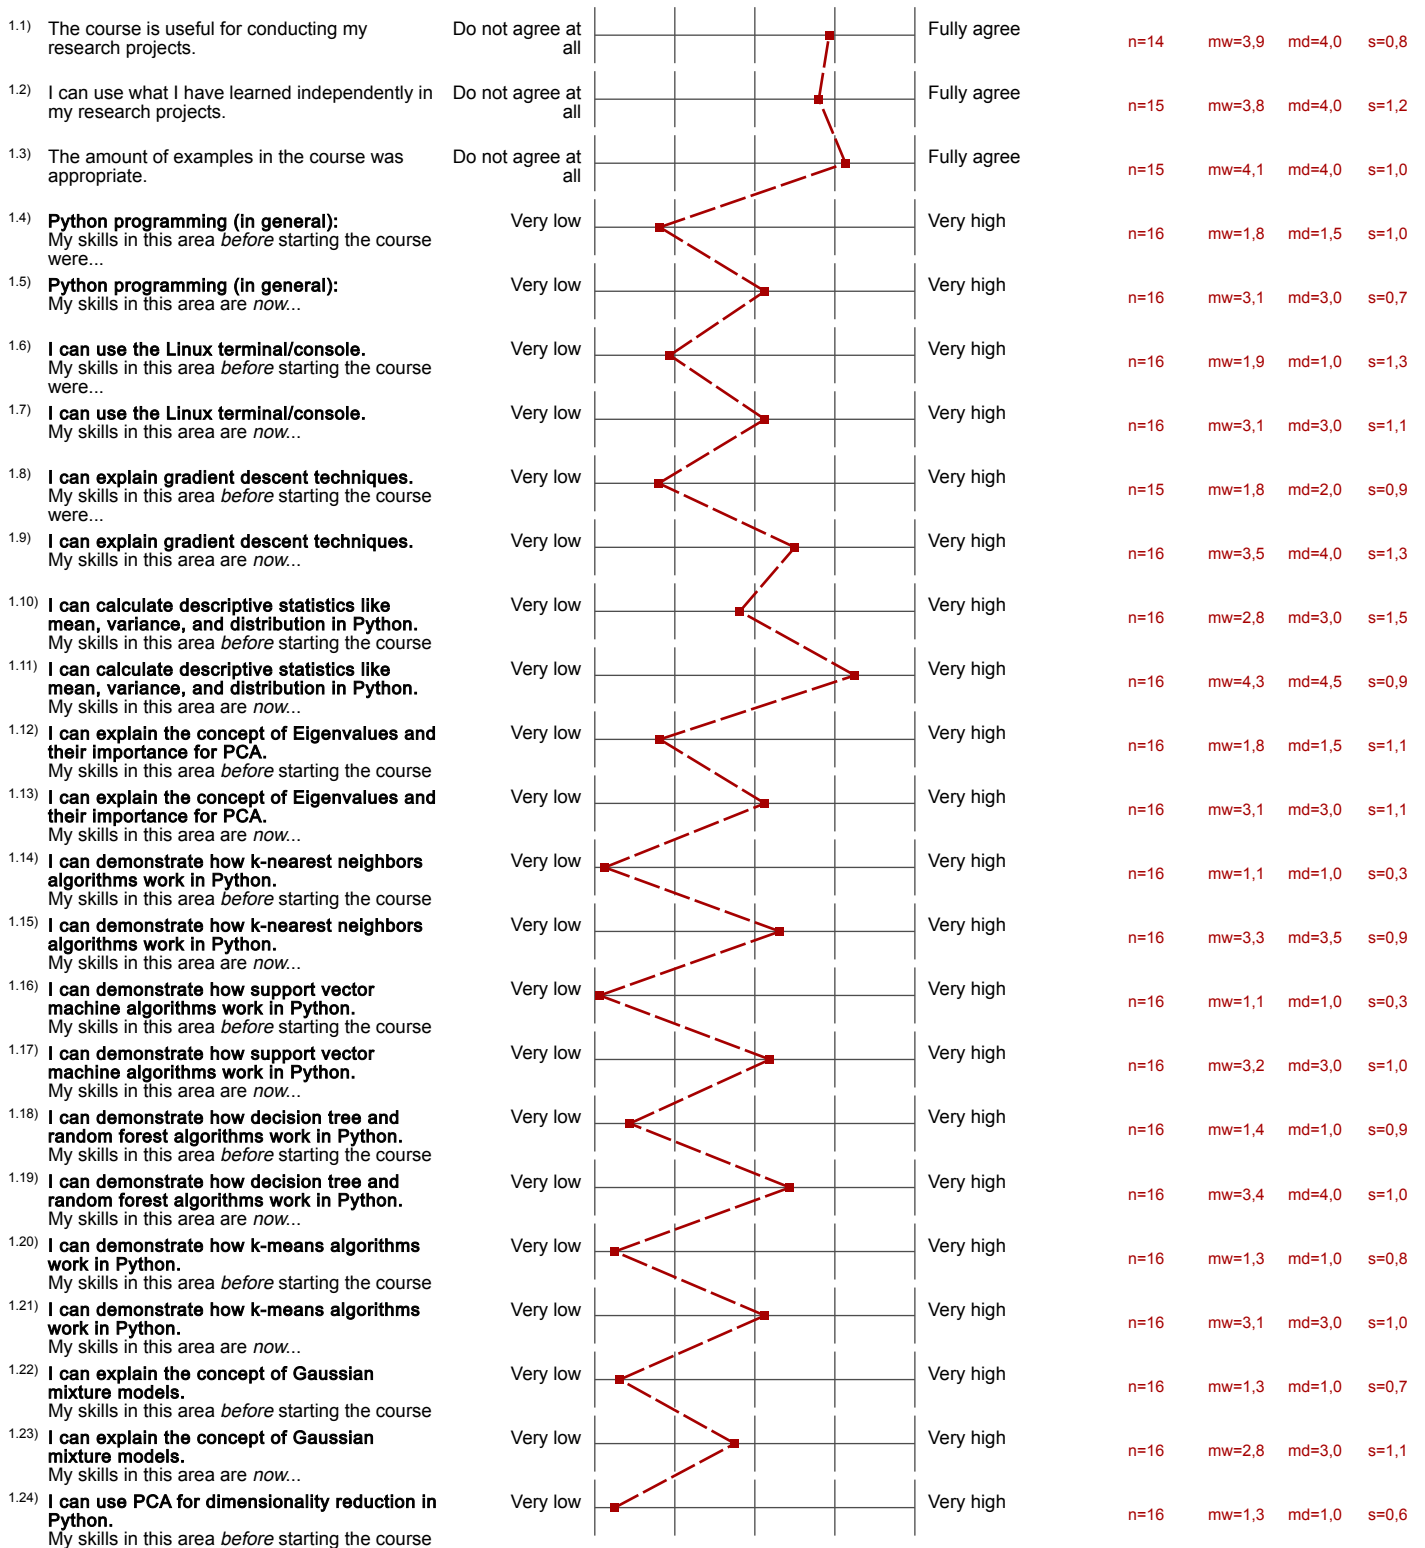 1.1) The course is useful for conducting my Do not agree at Fully agree
research projects. all n=14 mw=3,9 md=4,0 s=0,8
1.2) I can use what I have learned independently in Do not agree at Fully agree
my research projects. all n=15 mw=3,8 md=4,0 s=1,2
1.3) The amount of examples in the course was Do not agree at Fully agree
appropriate. all n=15 mw=4,1 md=4,0 s=1,0
1.4) Python programming (in general): Very low Very high
My skills in this area before starting the course n=16 mw=1,8 md=1,5 s=1,0
were...
1.5) Python programming (in general): Very low Very high
My skills in this area are now... n=16 mw=3,1 md=3,0 s=0,7
1.6) I can use the Linux terminal/console. Very low Very high
My skills in this area before starting the course n=16 mw=1,9 md=1,0 s=1,3
were...
1.7) I can use the Linux terminal/console. Very low Very high
My skills in this area are now... n=16 mw=3,1 md=3,0 s=1,1
1.8) I can explain gradient descent techniques. Very low Very high
My skills in this area before starting the course n=15 mw=1,8 md=2,0 s=0,9
were...
1.9) I can explain gradient descent techniques. Very low Very high
My skills in this area are now... n=16 mw=3,5 md=4,0 s=1,3
1.10) I can calculate descriptive statistics like Very low Very high
mean, variance, and distribution in Python. n=16 mw=2,8 md=3,0 s=1,5
My skills in this area before starting the course
1.11) I can calculate descriptive statistics like Very low Very high
mean, variance, and distribution in Python. n=16 mw=4,3 md=4,5 s=0,9
My skills in this area are now...
1.12) I can explain the concept of Eigenvalues and Very low Very high
their importance for PCA. n=16 mw=1,8 md=1,5 s=1,1
My skills in this area before starting the course
1.13) I can explain the concept of Eigenvalues and Very low Very high
their importance for PCA. n=16 mw=3,1 md=3,0 s=1,1
My skills in this area are now...
1.14) I can demonstrate how k-nearest neighbors Very low Very high
algorithms work in Python. n=16 mw=1,1 md=1,0 s=0,3
My skills in this area before starting the course
1.15) I can demonstrate how k-nearest neighbors Very low Very high
algorithms work in Python. n=16 mw=3,3 md=3,5 s=0,9
My skills in this area are now...
1.16) I can demonstrate how support vector Very low Very high
machine algorithms work in Python. n=16 mw=1,1 md=1,0 s=0,3
My skills in this area before starting the course
1.17) I can demonstrate how support vector Very low Very high
machine algorithms work in Python. n=16 mw=3,2 md=3,0 s=1,0
My skills in this area are now...
1.18) I can demonstrate how decision tree and Very low Very high
random forest algorithms work in Python. n=16 mw=1,4 md=1,0 s=0,9
My skills in this area before starting the course
1.19) I can demonstrate how decision tree and Very low Very high
random forest algorithms work in Python. n=16 mw=3,4 md=4,0 s=1,0
My skills in this area are now...
1.20) I can demonstrate how k-means algorithms Very low Very high
work in Python. n=16 mw=1,3 md=1,0 s=0,8
My skills in this area before starting the course
1.21) I can demonstrate how k-means algorithms Very low Very high
work in Python. n=16 mw=3,1 md=3,0 s=1,0
My skills in this area are now...
1.22) I can explain the concept of Gaussian Very low Very high
mixture models. n=16 mw=1,3 md=1,0 s=0,7
My skills in this area before starting the course
1.23) I can explain the concept of Gaussian Very low Very high
mixture models. n=16 mw=2,8 md=3,0 s=1,1
My skills in this area are now...
1.24) I can use PCA for dimensionality reduction in Very low Very high
Python. n=16 mw=1,3 md=1,0 s=0,6
My skills in this area before starting the course